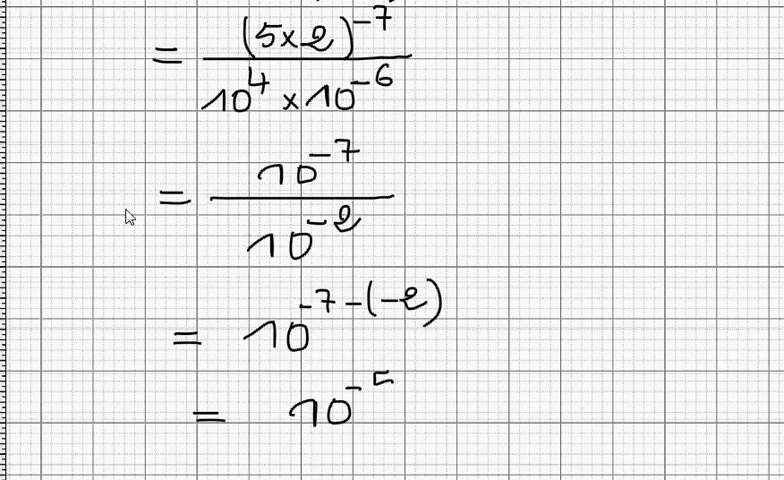 = (5×2)^-7 / 10^4 × 10^-6
= 10^-7 / 10^-2
= 10^-7-(-2)
= 10^-5